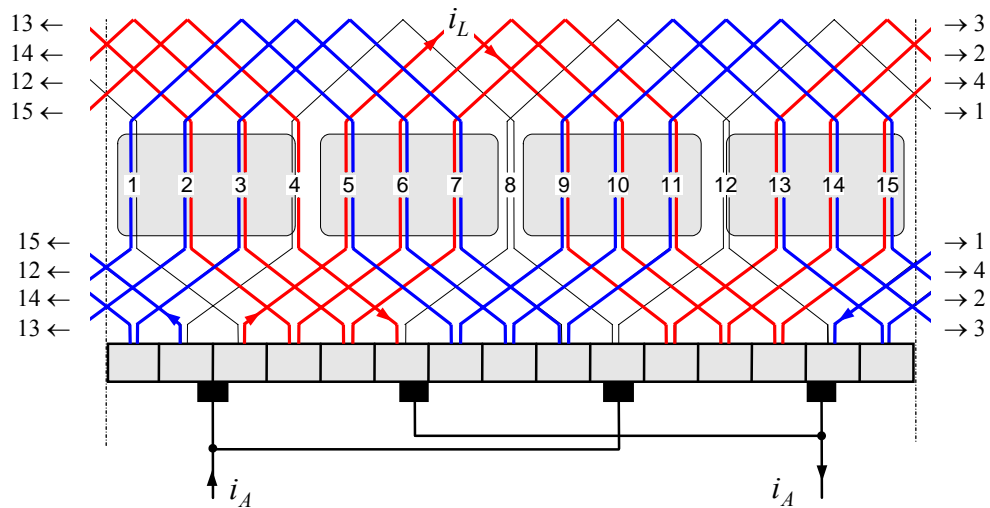 13 ← i_L → 3
14 ← → 2
12 ← → 4
15 ← → 1
1 2 3 4 5 6 7 8 9 10 11 12 13 14 15
15 ← → 1
12 ← → 4
14 ← → 2
13 ← → 3
i_A i_A